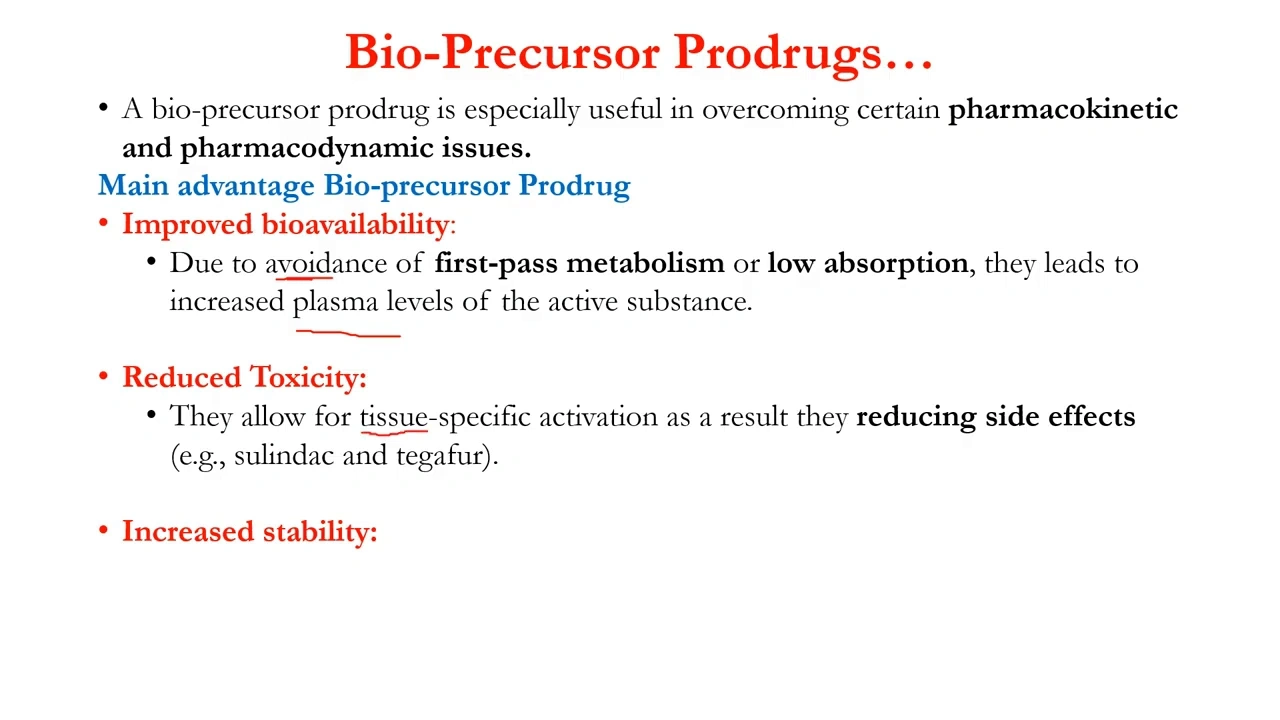 Bio-Precursor Prodrugs…
• A bio-precursor prodrug is especially useful in overcoming certain pharmacokinetic
and pharmacodynamic issues.
Main advantage Bio-precursor Prodrug
• Improved bioavailability:
• Due to avoidance of first-pass metabolism or low absorption, they leads to
increased plasma levels of the active substance.
• Reduced Toxicity:
• They allow for tissue-specific activation as a result they reducing side effects
(e.g., sulindac and tegafur).
• Increased stability: